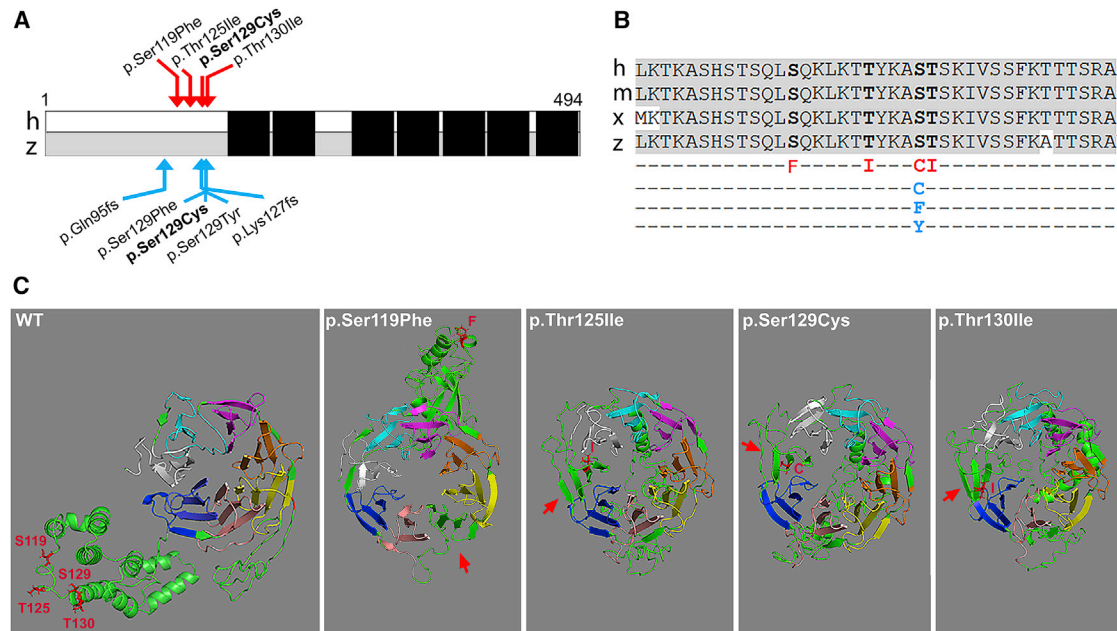 A
p.Ser119Phe
p.Thr125Ile
p.Ser129Cys
p.Thr130Ile
1
494
h
z
p.Gln95fs
p.Ser129Phe
p.Ser129Cys
p.Ser129Tyr
p.Lys127fs
B
h LKTKASHSTSQLSQKLKTTYKASTSKIVSSFKTTTSRA
m LKTKASHSTSQLSQKLKTTYKASTSKIVSSFKTTTSRA
x MKTKASHSTSQLSQKLKTTYKASTSKIVSSFKTTTSRA
z LKTKASHSTSQLSQKLKTTYKASTSKIVSSFKATTSRA
------------F-----I---CI--------------
----------------------C---------------
----------------------F---------------
----------------------Y---------------
C
WT
S119
S129
T125
T130
p.Ser119Phe
F
p.Thr125Ile
I
p.Ser129Cys
C
p.Thr130Ile